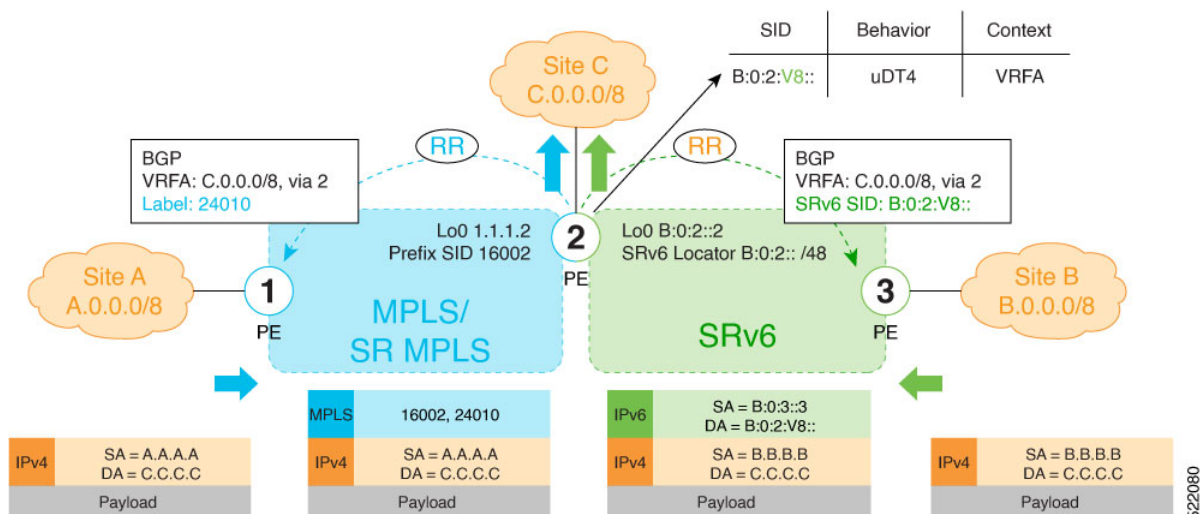 SID Behavior Context
B:0:2:V8:: uDT4 VRFA
Site C
C.0.0.0/8
RR
RR
BGP
VRFA: C.0.0.0/8, via 2
Label: 24010
BGP
VRFA: C.0.0.0/8, via 2
SRv6 SID: B:0:2:V8::
Lo0 1.1.1.2
Prefix SID 16002
2
PE
Lo0 B:0:2::2
SRv6 Locator B:0:2:: /48
Site A
A.0.0.0/8
1
PE
MPLS/
SR MPLS
SRv6
3
PE
Site B
B.0.0.0/8
IPv4
SA = A.A.A.A
DA = C.C.C.C
Payload
MPLS
16002, 24010
IPv4
SA = A.A.A.A
DA = C.C.C.C
Payload
IPv6
SA = B:0:3::3
DA = B:0:2:V8::
IPv4
SA = B.B.B.B
DA = C.C.C.C
Payload
IPv4
SA = B.B.B.B
DA = C.C.C.C
Payload
522080